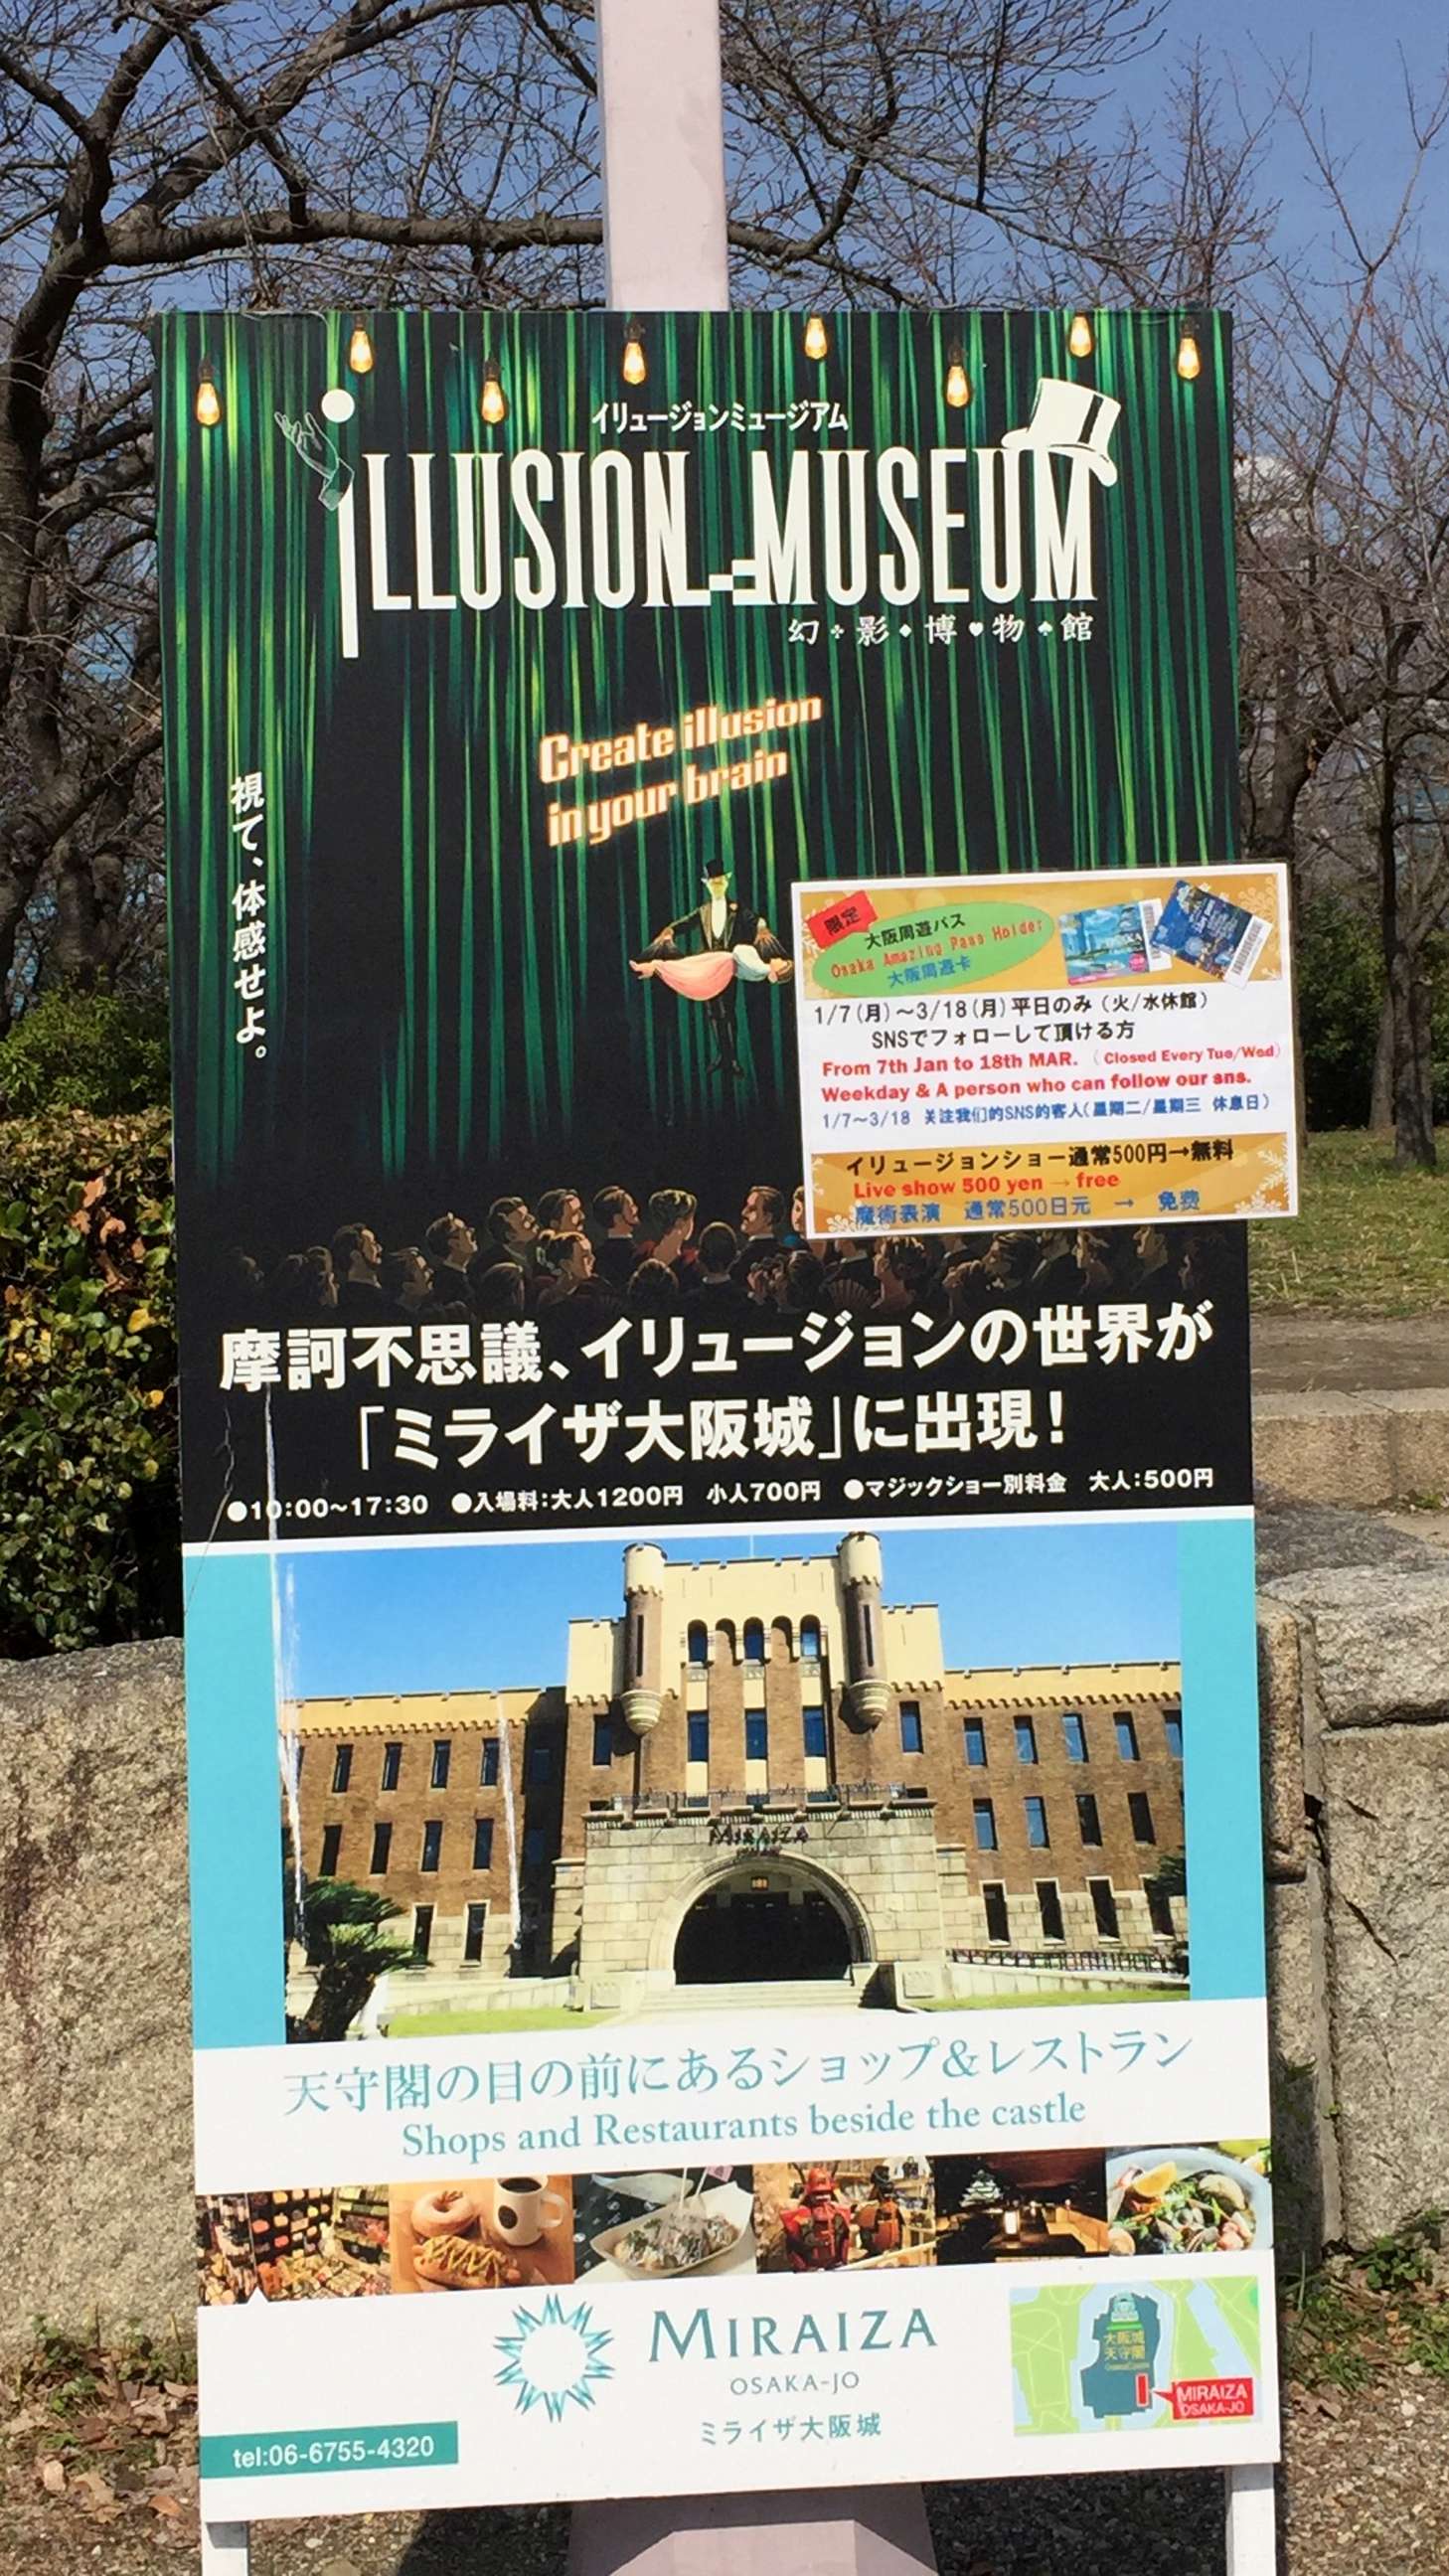 イリュージョンミュージアム
ILLUSION MUSEUM
幻影博物館
Create illusion
in your brain
視て、体感せよ。
限定
大阪周遊パス
Osaka Amazing Pass Holder
大阪周遊卡
1/7(月)～3/18(月)平日のみ（火/水休館）
SNSでフォローして頂ける方
From 7th Jan to 18th MAR. （Closed Every Tue/Wed）
Weekday & A person who can follow our sns.
1/7～3/18 关注我们的SNS的客人(星期二/星期三 休息日)
イリュージョンショー通常500円→無料
Live show 500 yen → free
魔術表演 通常500日元 → 免费
摩訶不思議、イリュージョンの世界が
「ミライザ大阪城」に出現！
●10:00～17:30 ●入場料：大人1200円 小人700円 ●マジックショー別料金 大人：500円
MIRAIZA
天守閣の目の前にあるショップ&レストラン
Shops and Restaurants beside the castle
MIRAIZA
OSAKA-JO
ミライザ大阪城
大阪城
天守閣
MIRAIZA
OSAKA-JO
tel:06-6755-4320